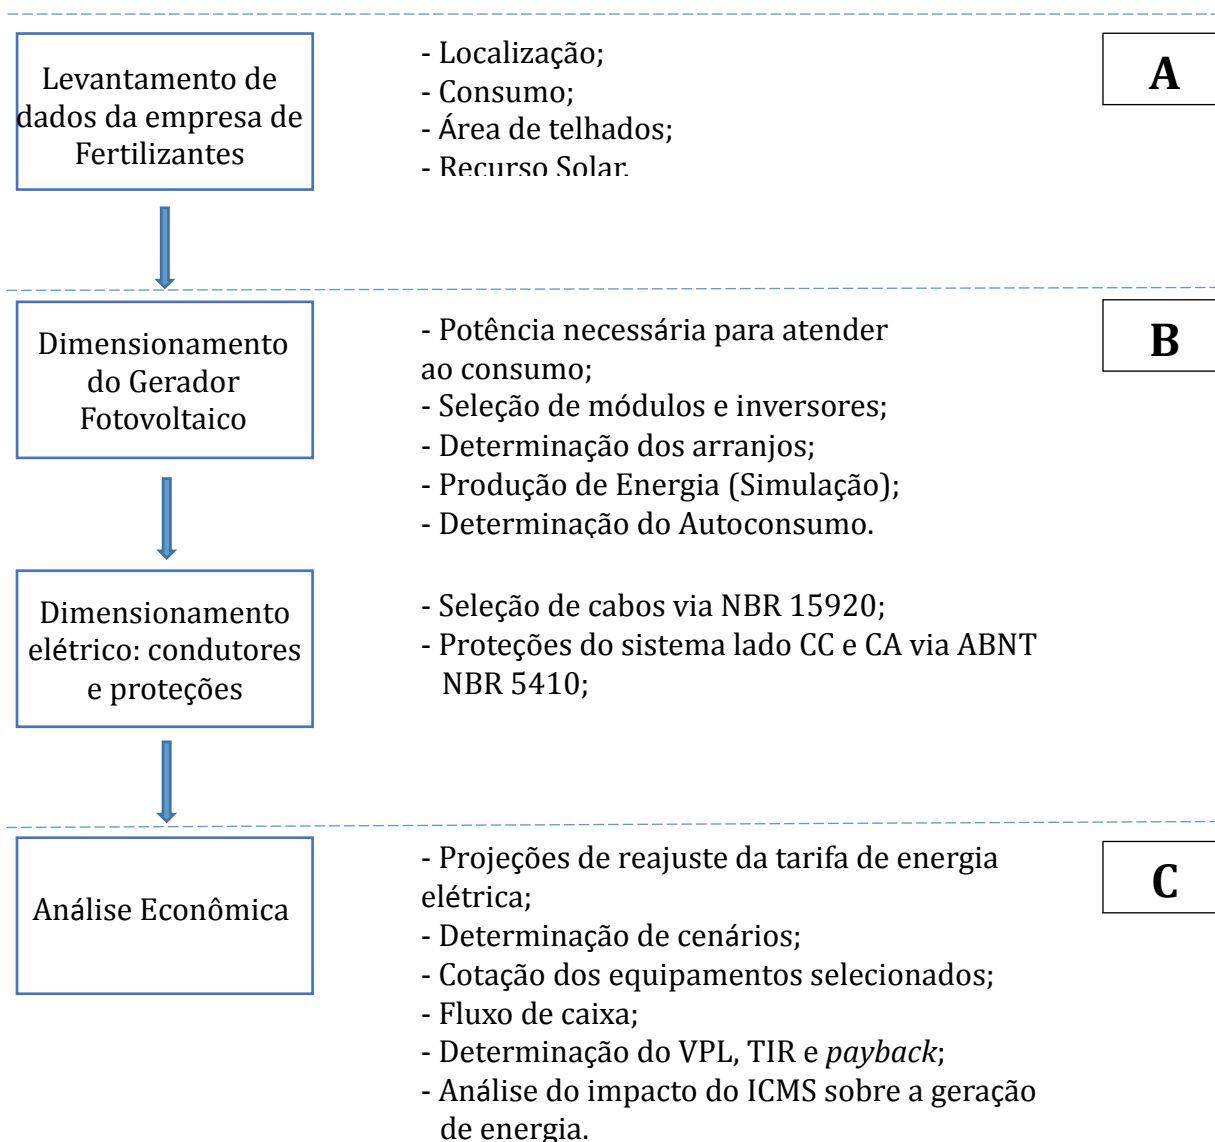 Levantamento de
dados da empresa de
Fertilizantes
- Localização;
- Consumo;
- Área de telhados;
- Recurso Solar.
A
Dimensionamento
do Gerador
Fotovoltaico
- Potência necessária para atender
ao consumo;
- Seleção de módulos e inversores;
- Determinação dos arranjos;
- Produção de Energia (Simulação);
- Determinação do Autoconsumo.
B
Dimensionamento
elétrico: condutores
e proteções
- Seleção de cabos via NBR 15920;
- Proteções do sistema lado CC e CA via ABNT
NBR 5410;
Análise Econômica
- Projeções de reajuste da tarifa de energia
elétrica;
- Determinação de cenários;
- Cotação dos equipamentos selecionados;
- Fluxo de caixa;
- Determinação do VPL, TIR e payback;
- Análise do impacto do ICMS sobre a geração
de energia.
C